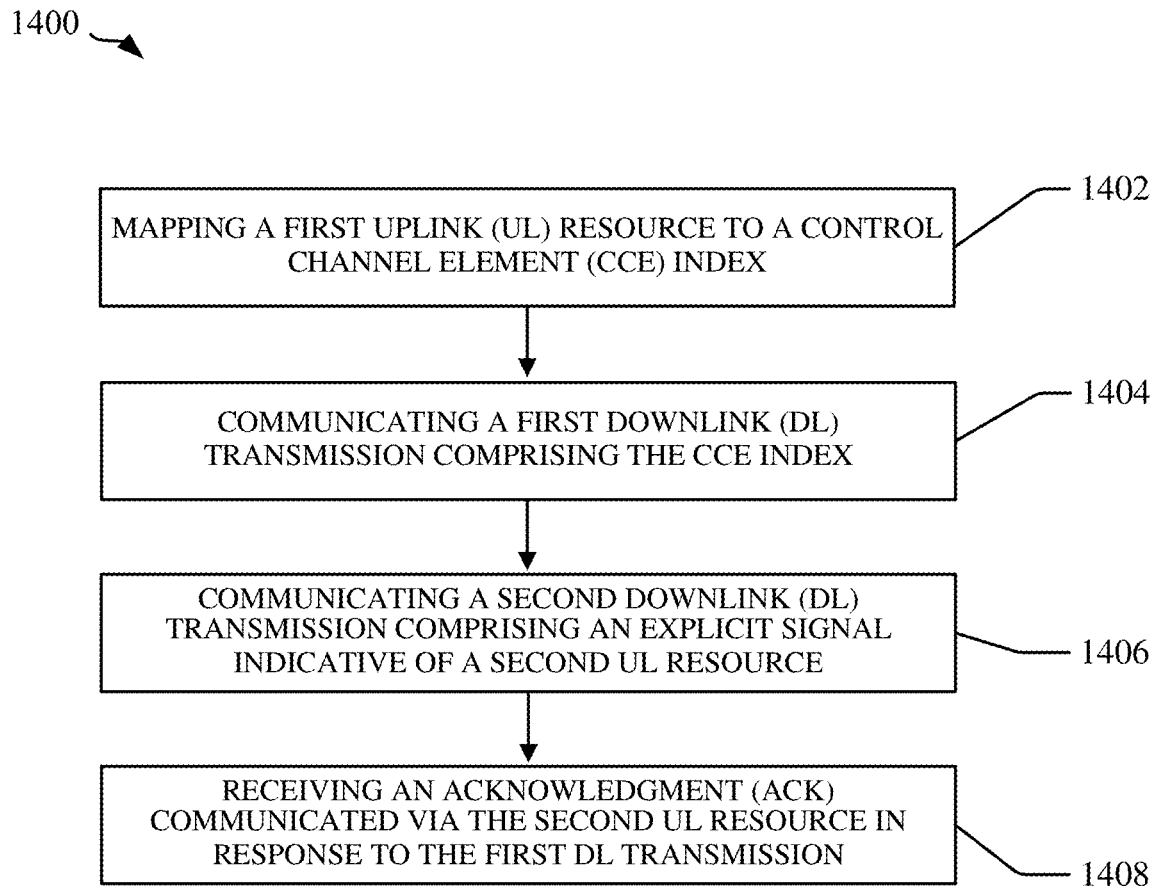 1400
1402
MAPPING A FIRST UPLINK (UL) RESOURCE TO A CONTROL
CHANNEL ELEMENT (CCE) INDEX
1404
COMMUNICATING A FIRST DOWNLINK (DL)
TRANSMISSION COMPRISING THE CCE INDEX
COMMUNICATING A SECOND DOWNLINK (DL)
TRANSMISSION COMPRISING AN EXPLICIT SIGNAL
INDICATIVE OF A SECOND UL RESOURCE
1406
RECEIVING AN ACKNOWLEDGMENT (ACK)
COMMUNICATED VIA THE SECOND UL RESOURCE IN
RESPONSE TO THE FIRST DL TRANSMISSION
1408